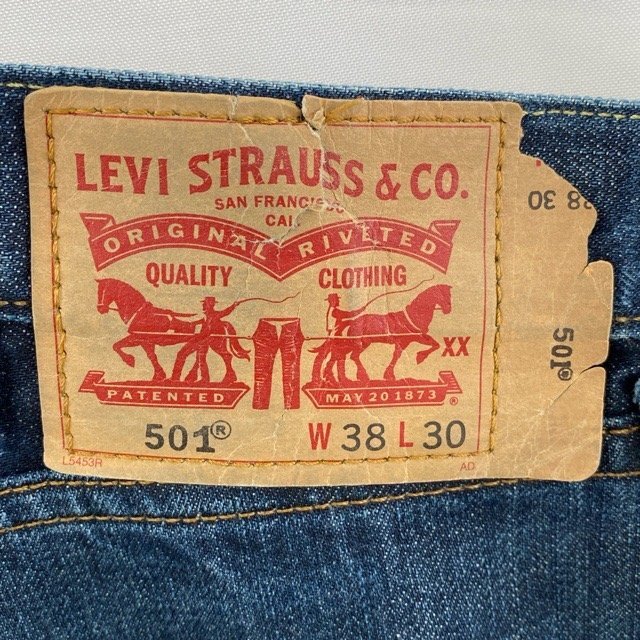 LEVI STRAUSS & CO.
SAN FRANCISCO
CAL.
ORIGINAL RIVETED
QUALITY CLOTHING
XX
PATENTED MAY 20 1873 ®
501® W 38 L 30
L5453R AD
38 30
501®